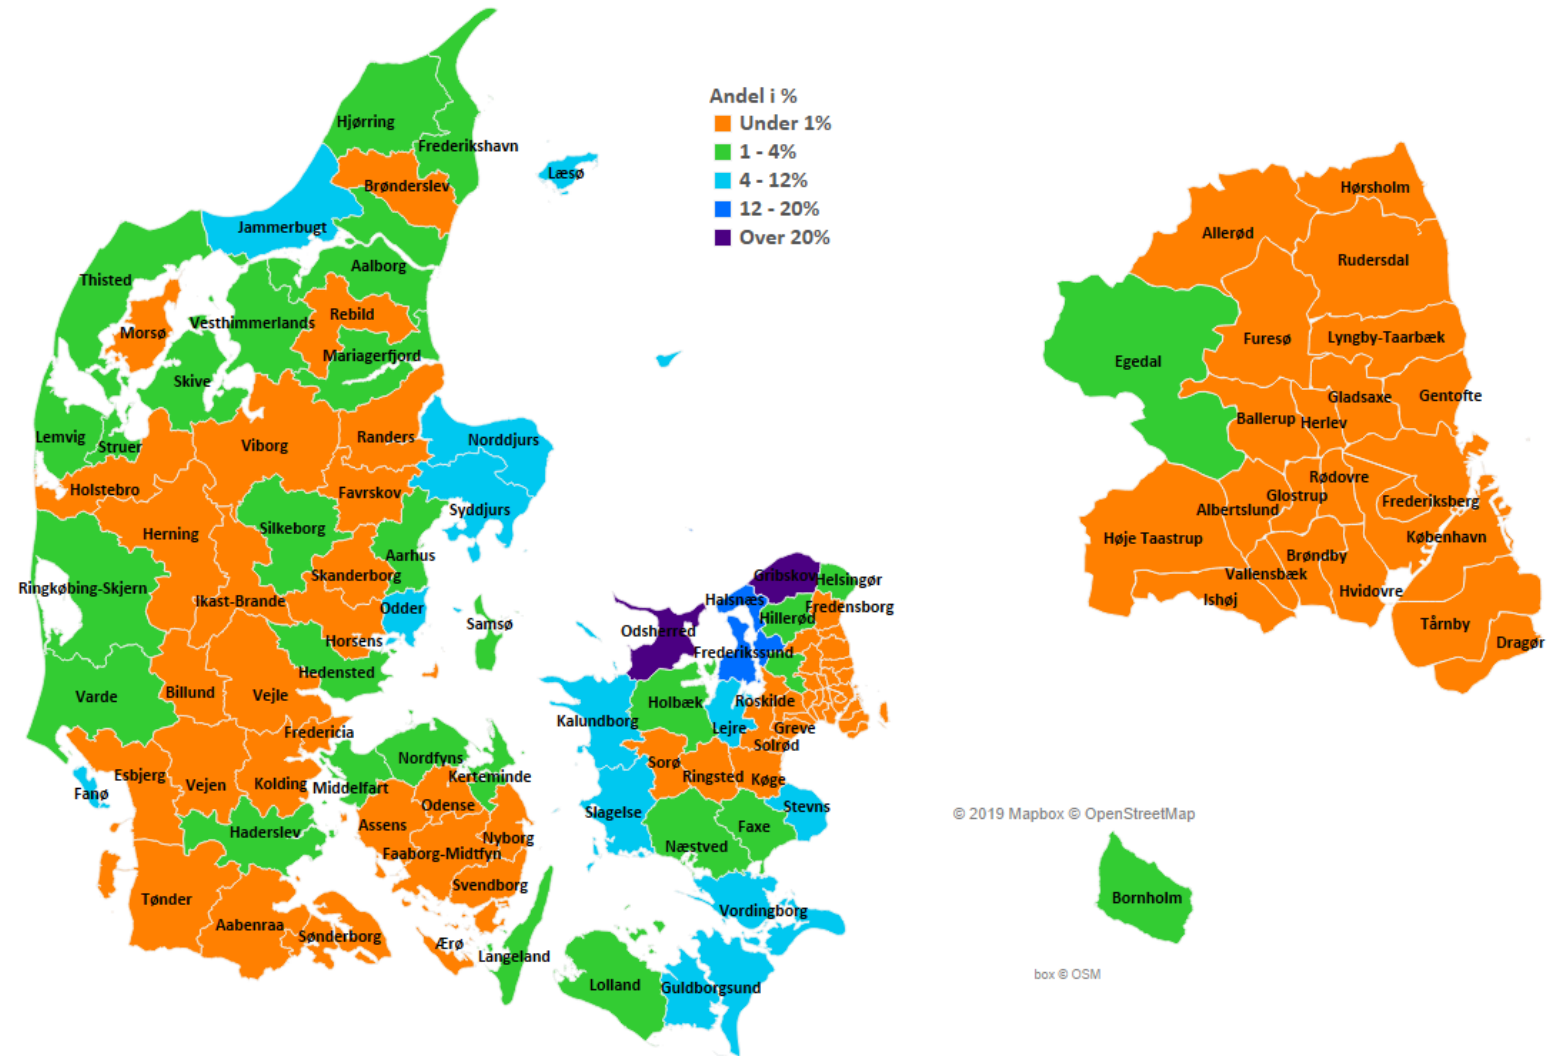 Andel i %
Under 1%
1 - 4%
4 - 12%
12 - 20%
Over 20%
Hjørring
Frederikshavn
Læsø
Brønderslev
Jammerbugt
Aalborg
Thisted
Rebild
Morsø
Vesthimmerlands
Mariagerfjord
Skive
Lemvig
Struer
Viborg
Randers
Norddjurs
Holstebro
Favrskov
Syddjurs
Herning
Silkeborg
Aarhus
Skanderborg
Ringkøbing-Skjern
Ikast-Brande
Odder
Samsø
Horsens
Hedensted
Varde
Billund
Vejle
Fredericia
Esbjerg
Vejen
Kolding
Middelfart
Nordfyns
Kerteminde
Fanø
Odense
Haderslev
Assens
Nyborg
Faaborg-Midtfyn
Svendborg
Tønder
Aabenraa
Sønderborg
Ærø
Langeland
Gribskov
Helsingør
Halsnæs
Hillerød
Fredensborg
Odsherred
Frederikssund
Holbæk
Roskilde
Kalundborg
Lejre
Greve
Solrød
Sorø
Ringsted
Køge
Slagelse
Stevns
Faxe
Næstved
Vordingborg
Lolland
Guldborgsund
Hørsholm
Allerød
Rudersdal
Furesø
Lyngby-Taarbæk
Egedal
Gladsaxe
Gentofte
Ballerup
Herlev
Rødovre
Glostrup
Frederiksberg
Albertslund
Høje Taastrup
København
Brøndby
Vallensbæk
Hvidovre
Ishøj
Tårnby
Dragør
© 2019 Mapbox © OpenStreetMap
Bornholm
box © OSM